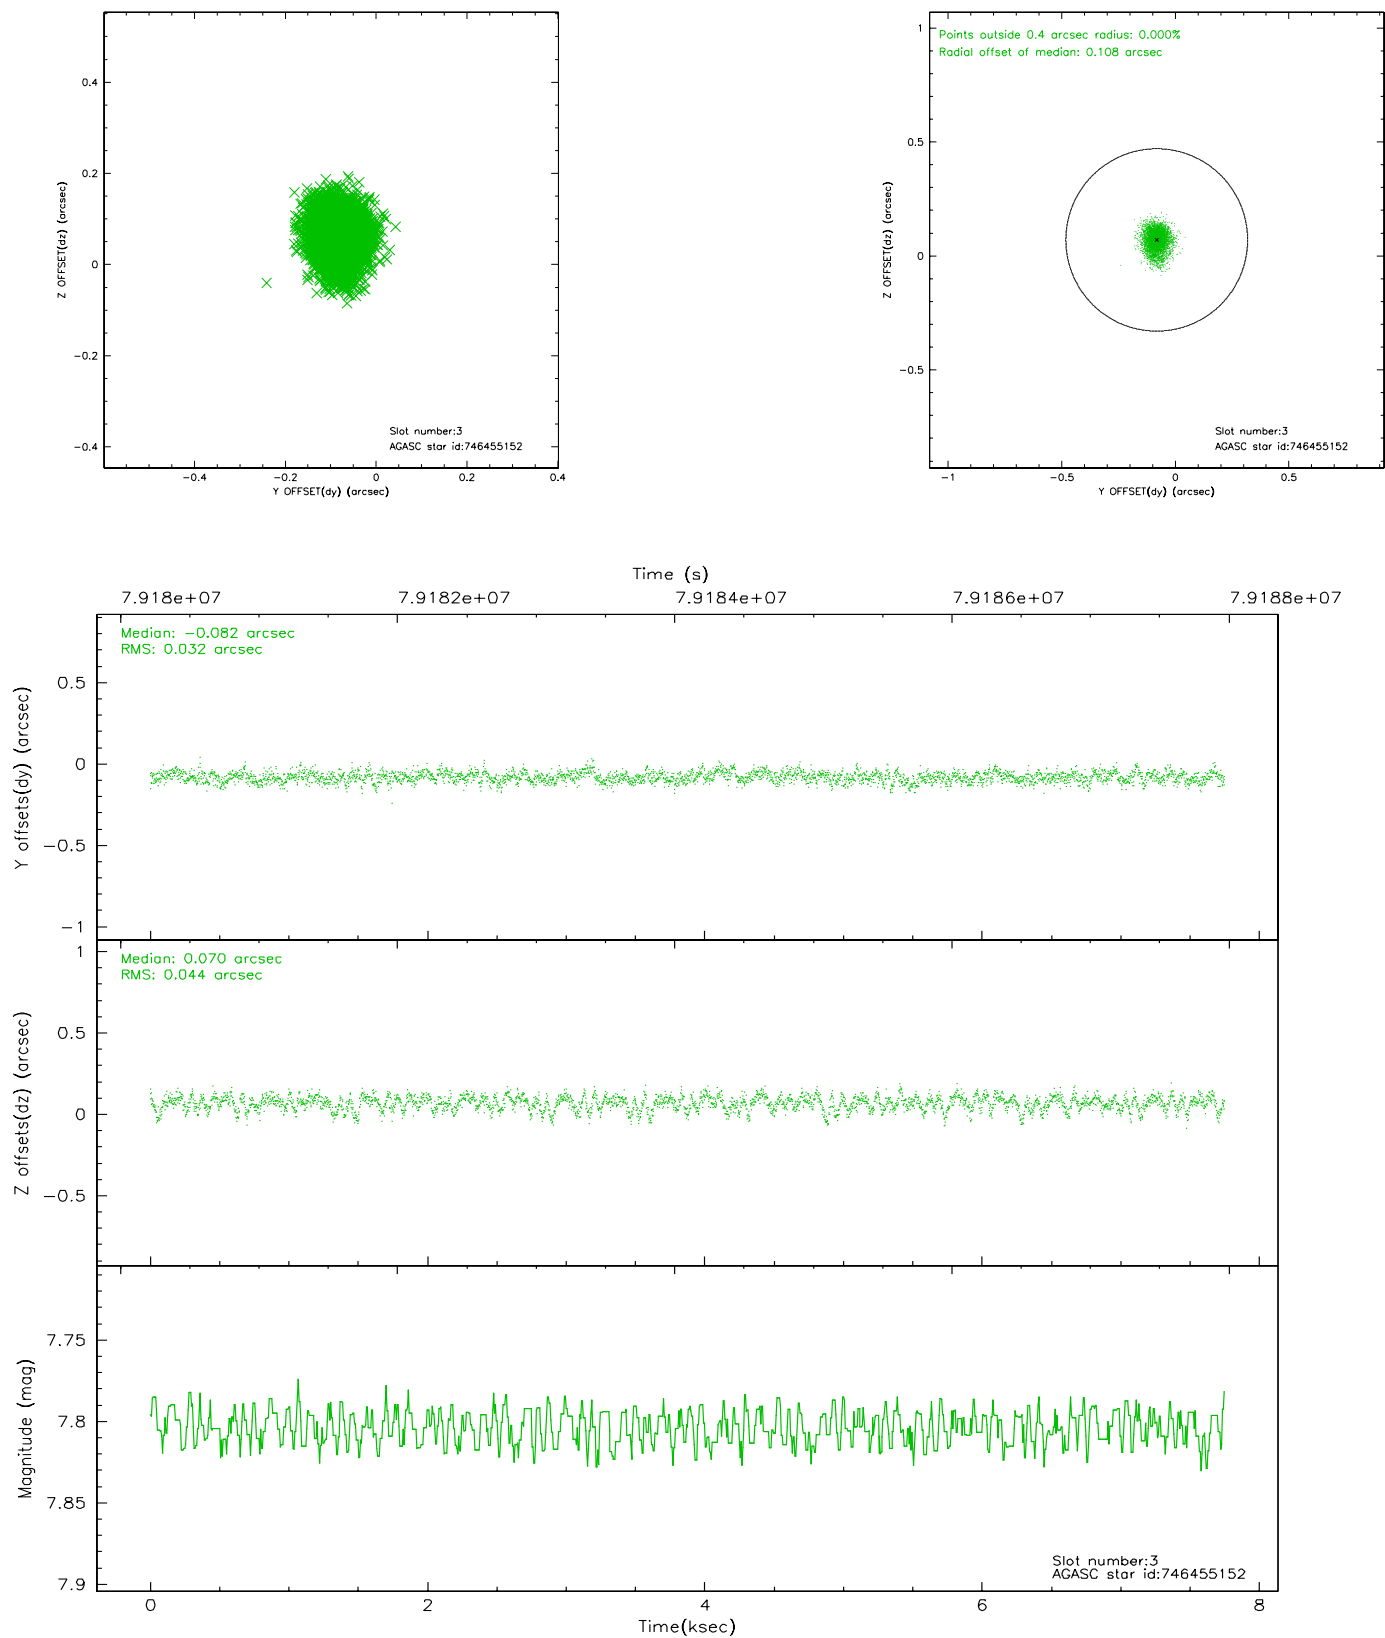 0.4
0.2
0
−0.2
−0.4
Z OFFSET(dz) (arcsec)
Slot number:3
AGASC star id:746455152
−0.4 −0.2 0 0.2 0.4
Y OFFSET(dy) (arcsec)
Points outside 0.4 arcsec radius: 0.000%
Radial offset of median: 0.108 arcsec
1
0.5
0
−0.5
Z OFFSET(dz) (arcsec)
Slot number:3
AGASC star id:746455152
−1 −0.5 0 0.5
Y OFFSET(dy) (arcsec)
Time (s)
7.918e+07 7.9182e+07 7.9184e+07 7.9186e+07 7.9188e+07
Median: −0.082 arcsec
RMS: 0.032 arcsec
0.5
0
−0.5
−1
Y offsets(dy) (arcsec)
Median: 0.070 arcsec
RMS: 0.044 arcsec
1
0.5
0
−0.5
Z offsets(dz) (arcsec)
7.75
7.8
7.85
7.9
Magnitude (mag)
Slot number:3
AGASC star id:746455152
0 2 4 6 8
Time(ksec)